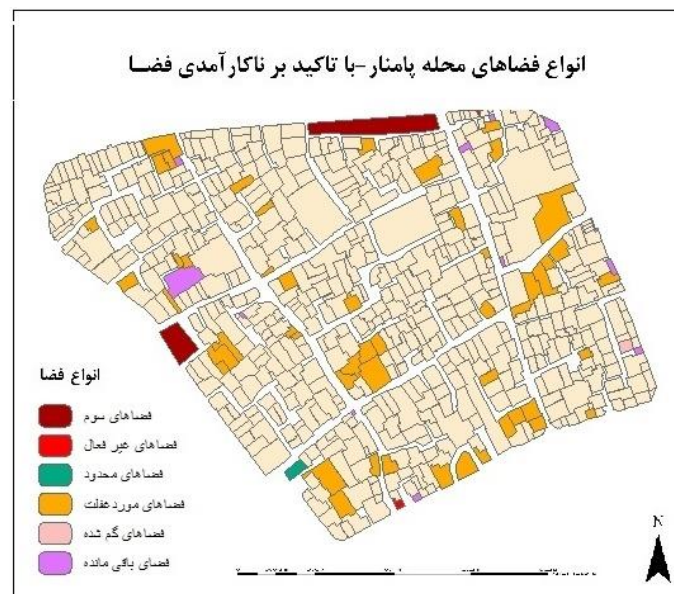 انواع فضاهای محله پامنار-با تاکید بر ناکارآمدی فضـا
انواع فضا
فضاهای سوم
فضاهای غیر فعال
فضاهای محدود
فضاهای مورد غفلت
فضاهای گم شده
فضای باقی مانده
N